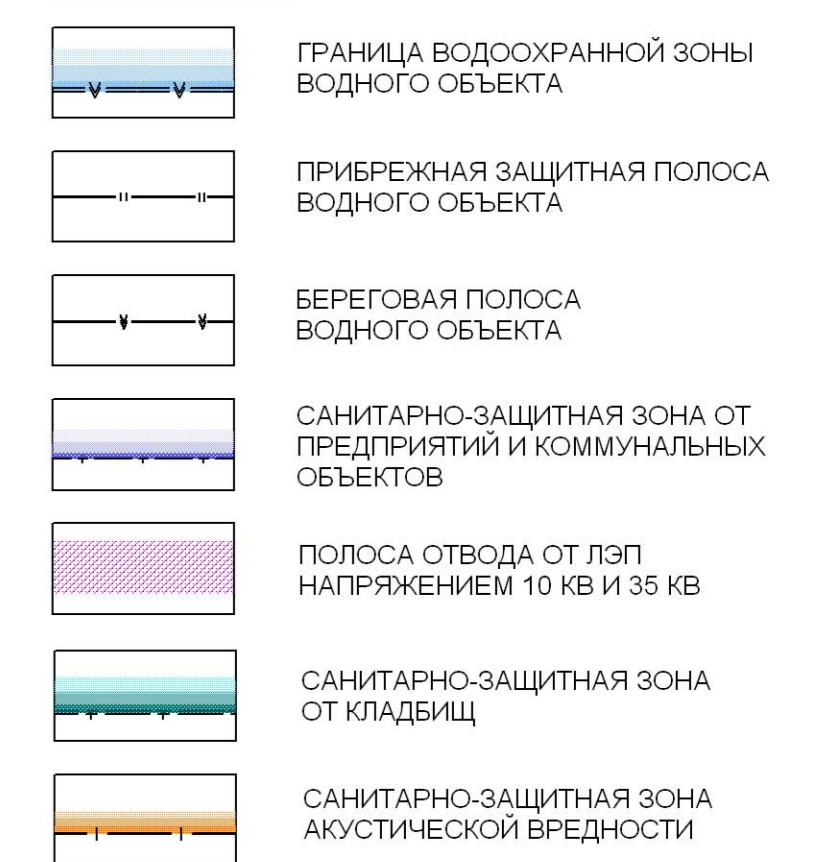 ГРАНИЦА ВОДООХРАННОЙ ЗОНЫ
ВОДНОГО ОБЪЕКТА
ПРИБРЕЖНАЯ ЗАЩИТНАЯ ПОЛОСА
ВОДНОГО ОБЪЕКТА
БЕРЕГОВАЯ ПОЛОСА
ВОДНОГО ОБЪЕКТА
САНИТАРНО-ЗАЩИТНАЯ ЗОНА ОТ
ПРЕДПРИЯТИЙ И КОММУНАЛЬНЫХ
ОБЪЕКТОВ
ПОЛОСА ОТВОДА ОТ ЛЭП
НАПРЯЖЕНИЕМ 10 КВ И 35 КВ
САНИТАРНО-ЗАЩИТНАЯ ЗОНА
ОТ КЛАДБИЩ
САНИТАРНО-ЗАЩИТНАЯ ЗОНА
АКУСТИЧЕСКОЙ ВРЕДНОСТИ